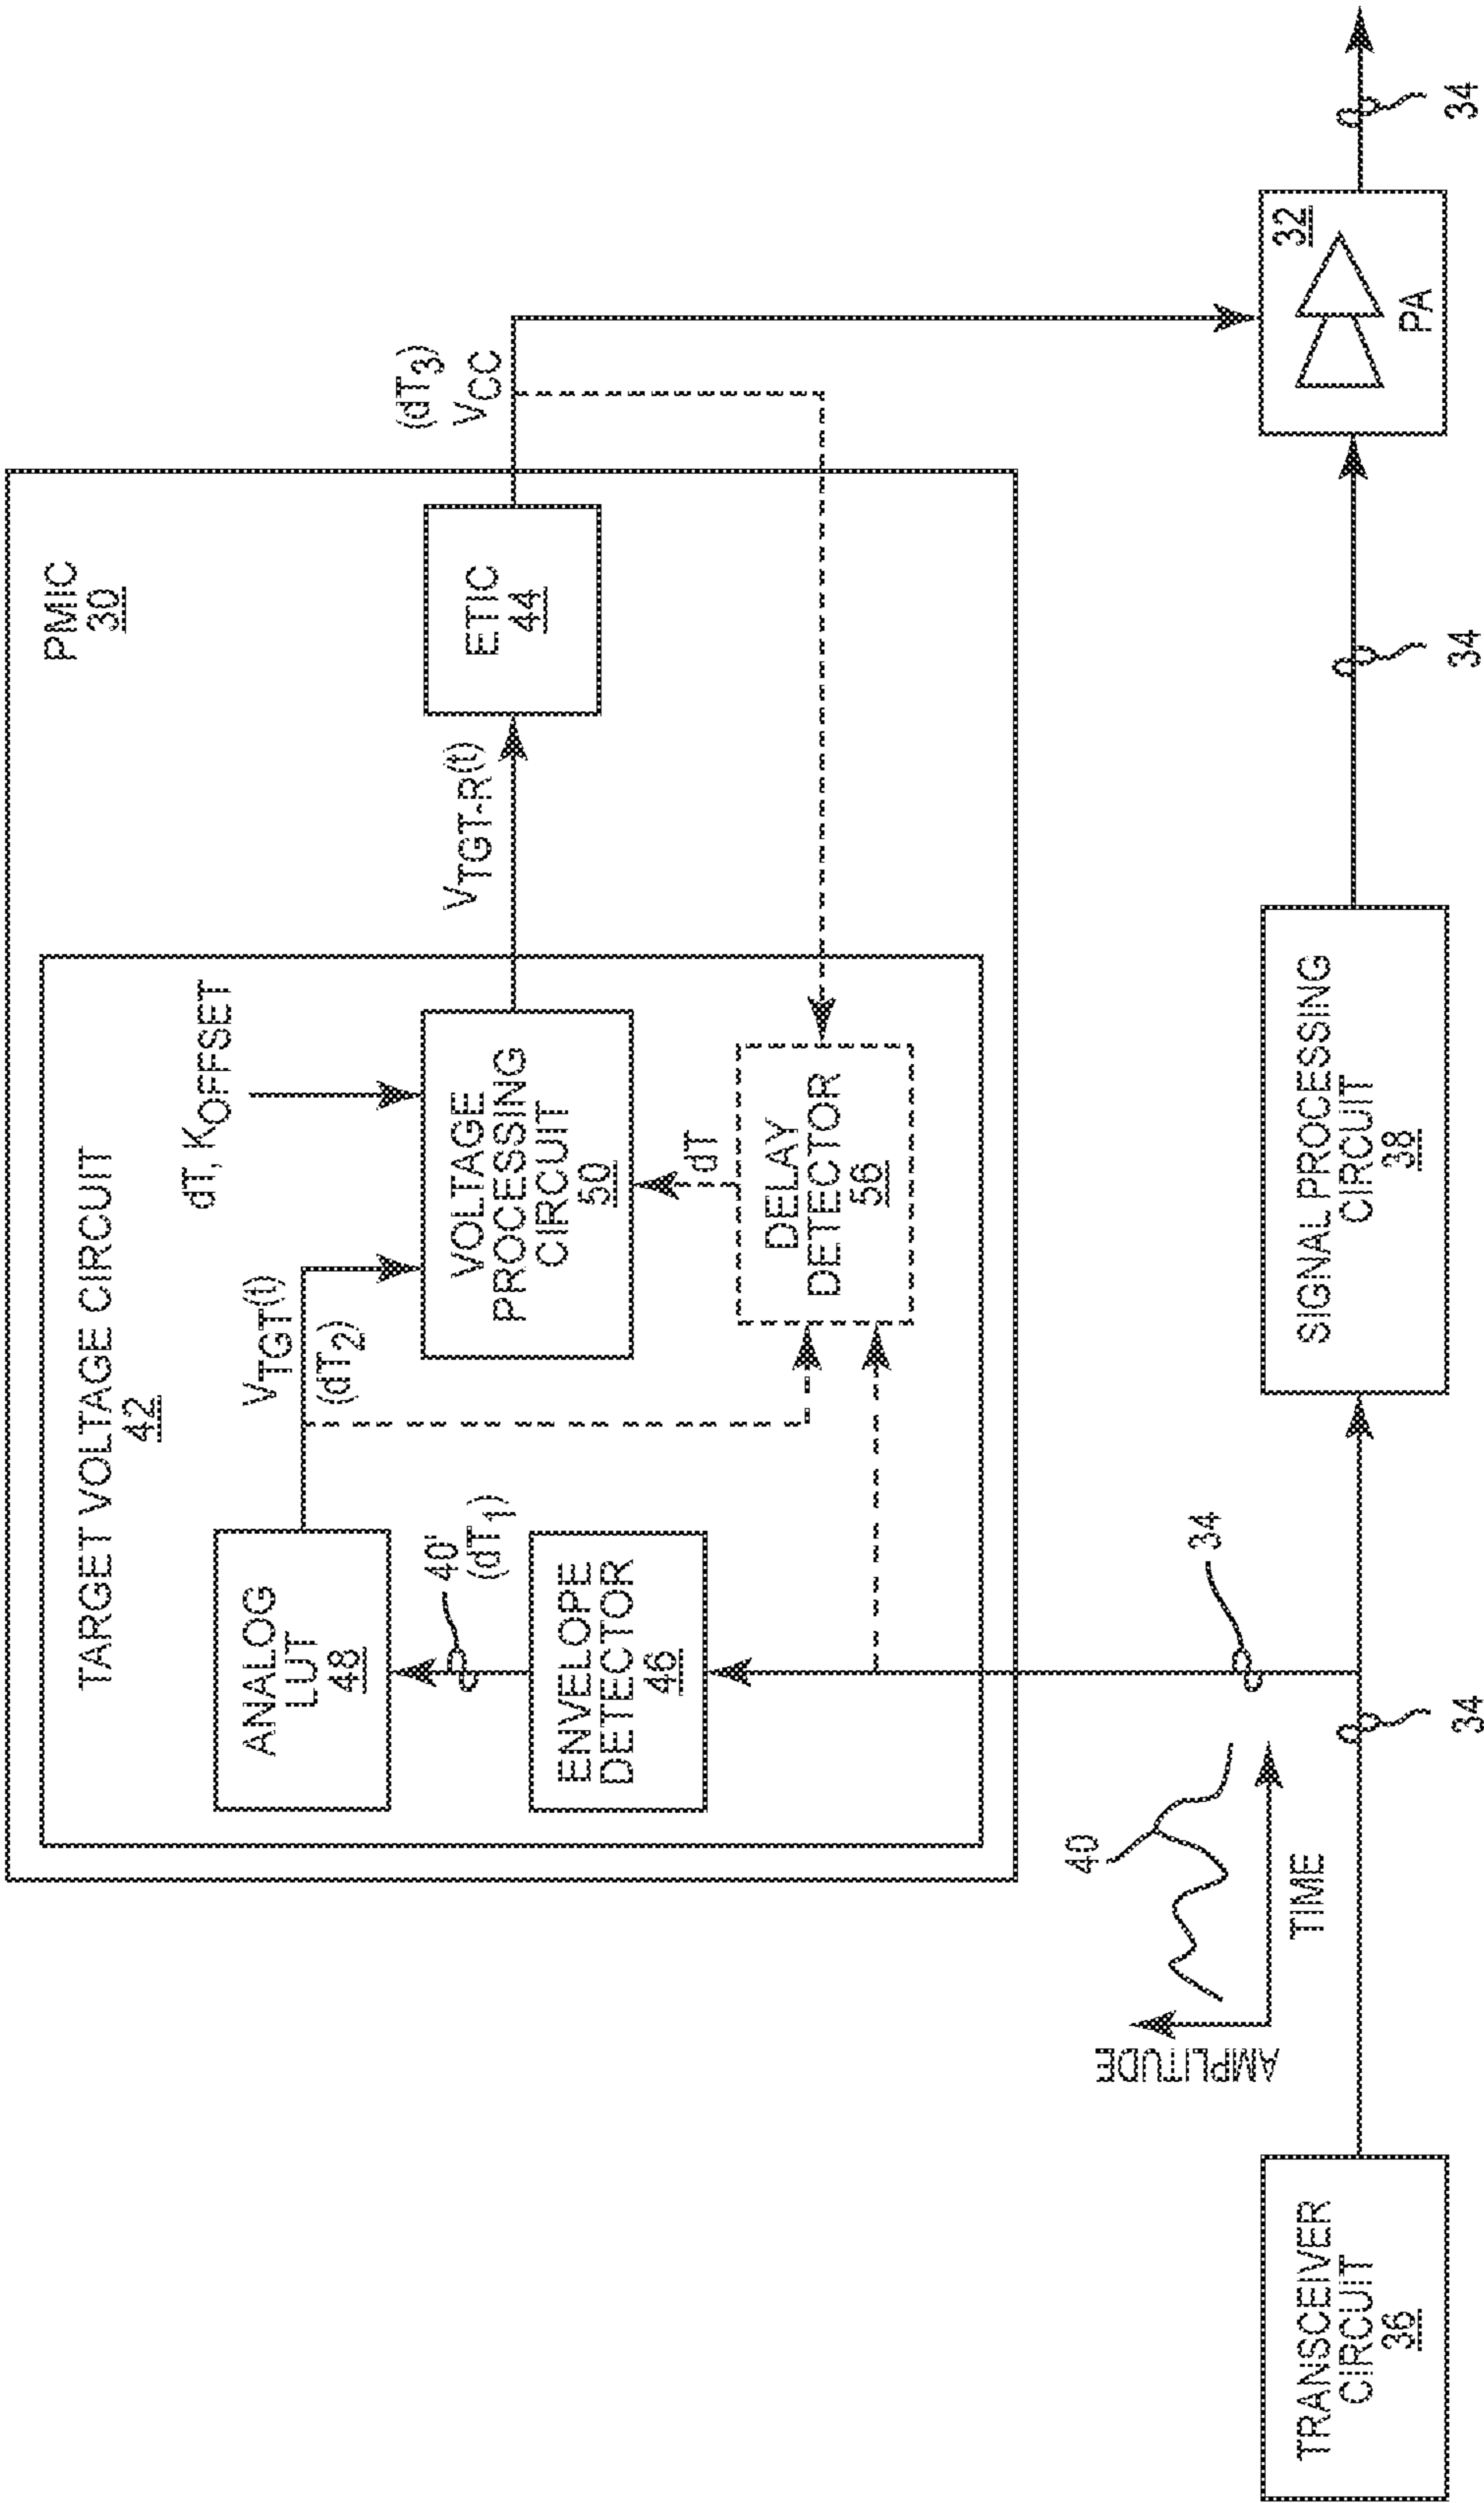 PMIC
30
TARGET VOLTAGE CIRCUIT
42
ANALOG
LUT
48
40'
(dT1)
ENVELOPE
DETECTOR
46
VTGT(t)
(dT2)
dT, KOFFSET
VOLTAGE
PROCESSING
CIRCUIT
50
dT
DELAY
DETECTOR
56
VTGT-R(t)
ETIC
44
(dT3)
VCC
AMPLITUDE
40
TIME
34
TRANSCEIVER
CIRCUIT
36
34
SIGNAL PROCESSING
CIRCUIT
38
34
32
PA
34